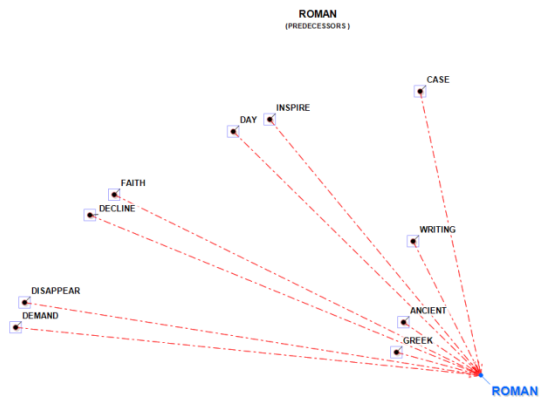 ROMAN
(PREDECESSORS )
CASE
INSPIRE
DAY
FAITH
DECLINE
WRITING
DISAPPEAR
DEMAND
ANCIENT
GREEK
ROMAN